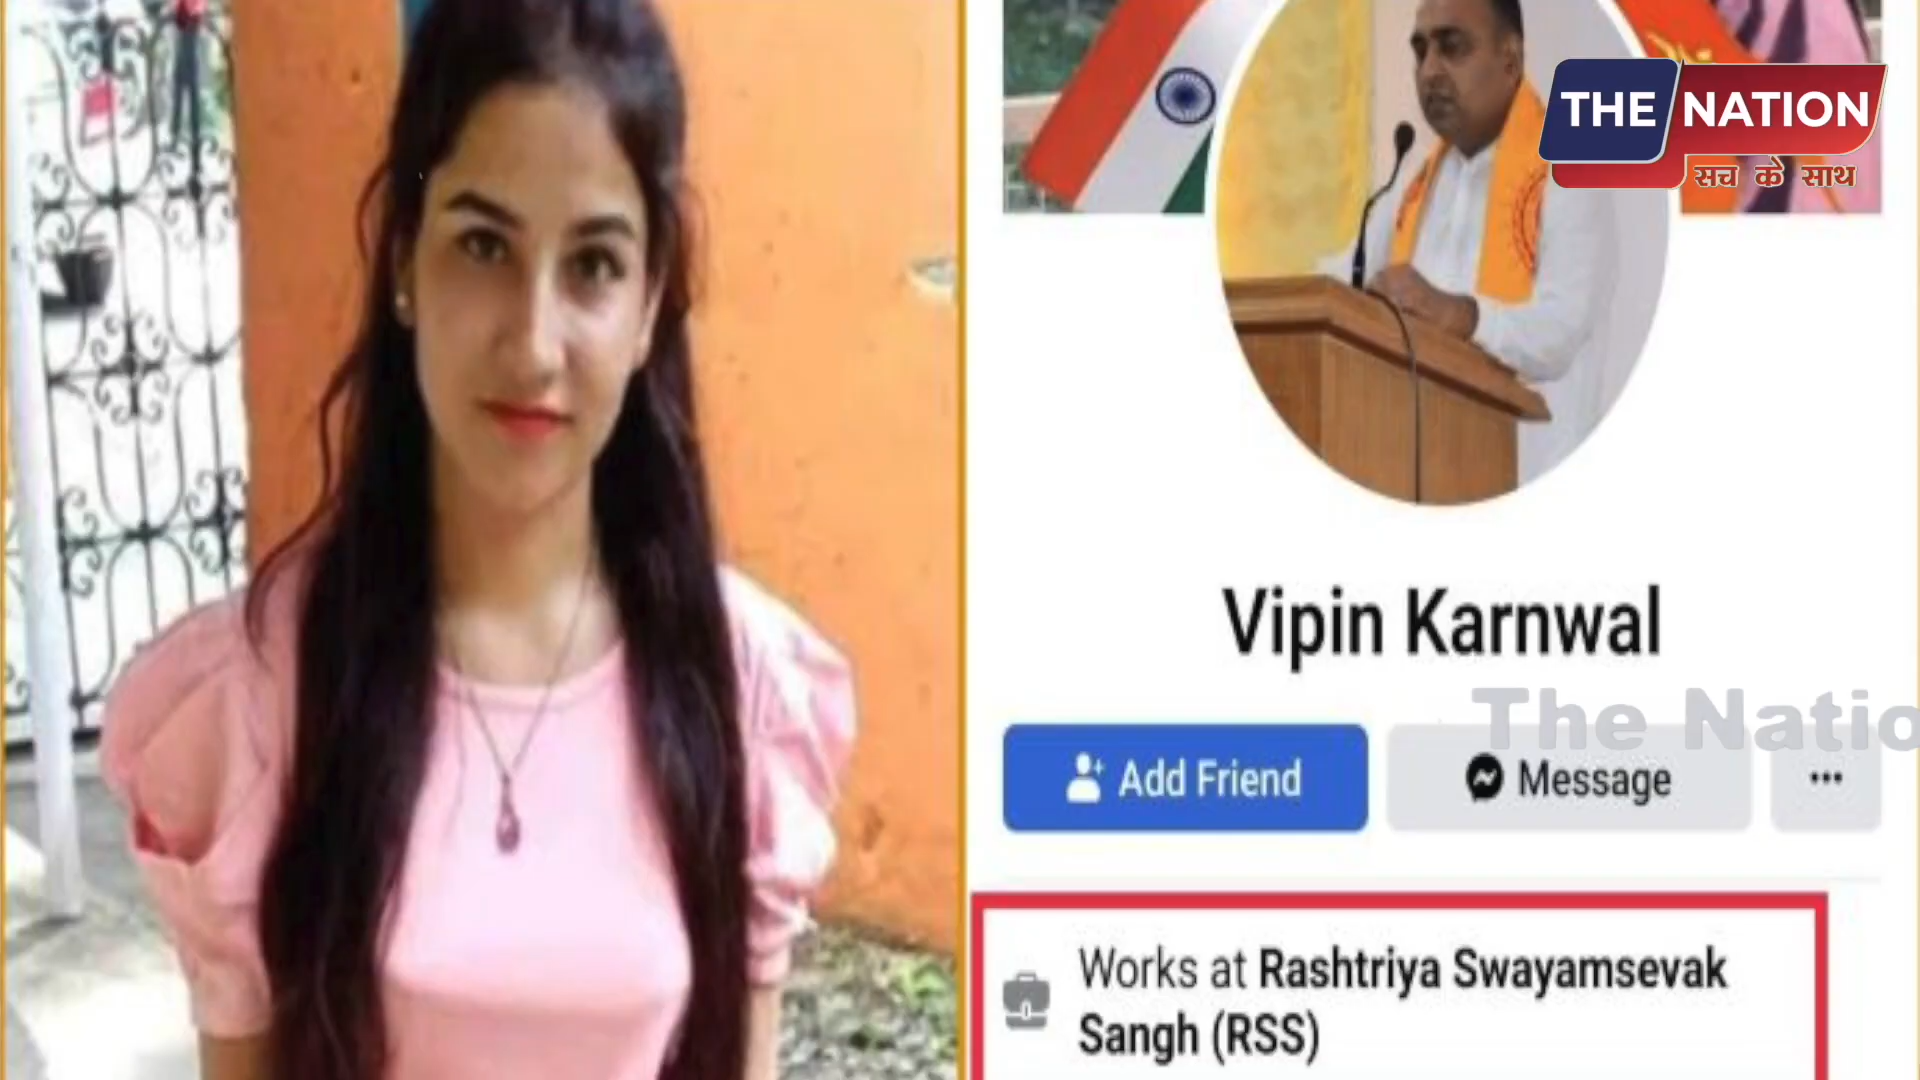 THE NATION
सच के साथ
Vipin Karnwal
The Natio
Add Friend
Message
Works at Rashtriya Swayamsevak
Sangh (RSS)